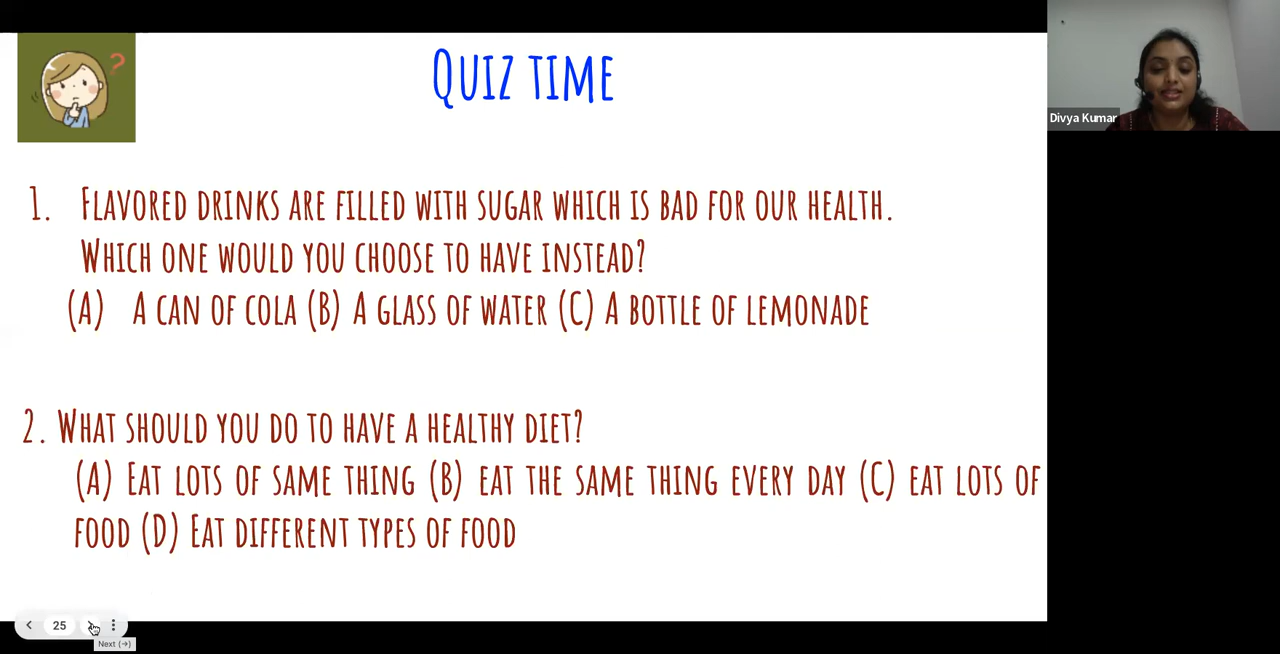 Quiz time
?
Divya Kumar
1. Flavored drinks are filled with sugar which is bad for our health.
Which one would you choose to have instead?
(A) A can of cola (B) A glass of water (C) A bottle of lemonade
2. What should you do to have a healthy diet?
(A) Eat lots of same thing (B) eat the same thing every day (C) eat lots of
food (D) Eat different types of food
25
Next (→)